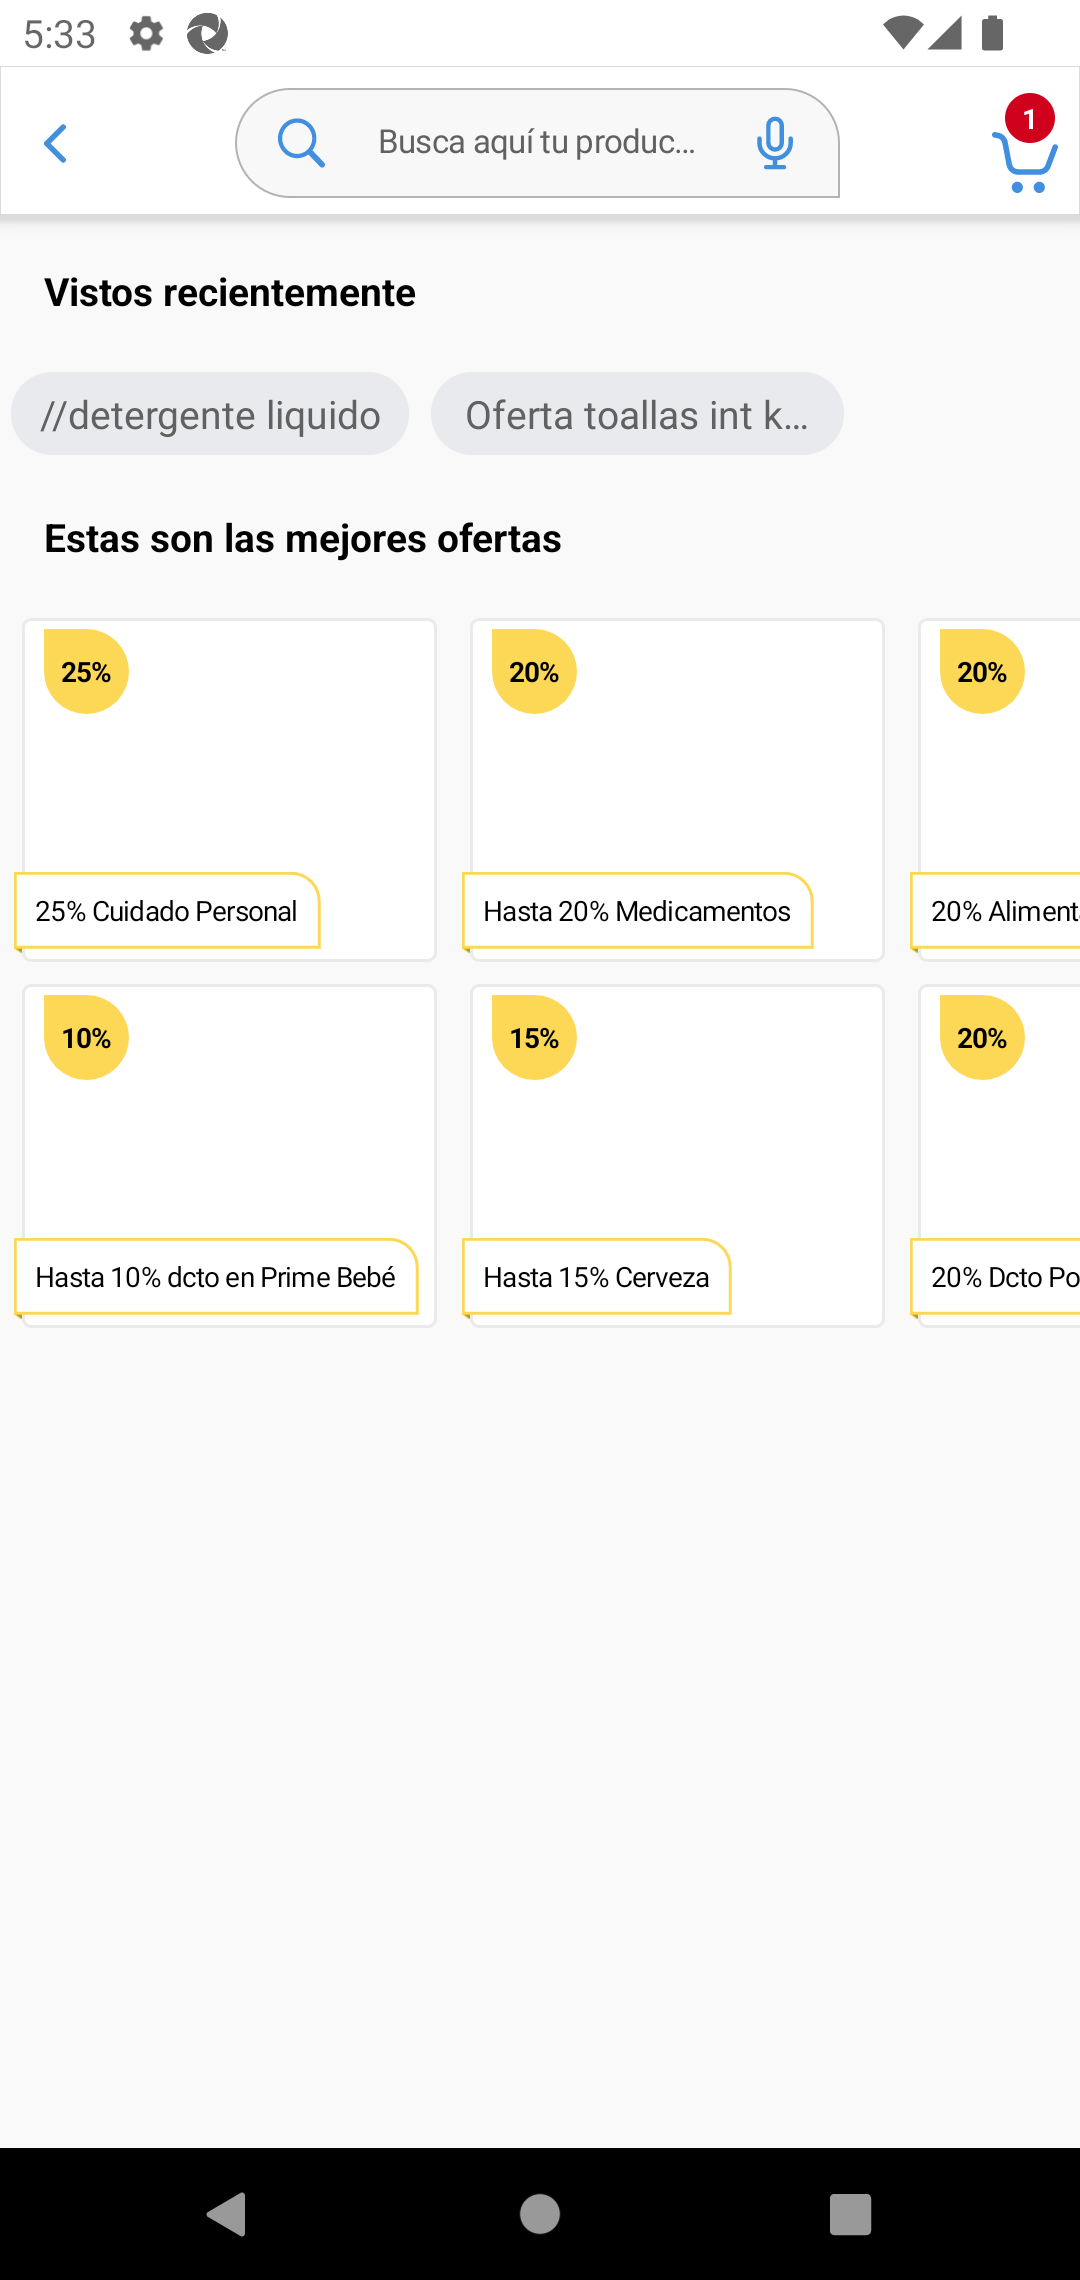 5:33
Busca aquí tu produc...
1
Vistos recientemente
//detergente liquido
Oferta toallas int k...
Estas son las mejores ofertas
25%
20%
20%
25% Cuidado Personal
Hasta 20% Medicamentos
20%
10%
15%
20%
Hasta 10% dcto en Prime Bebé
Hasta 15% Cerveza
20% Dcto